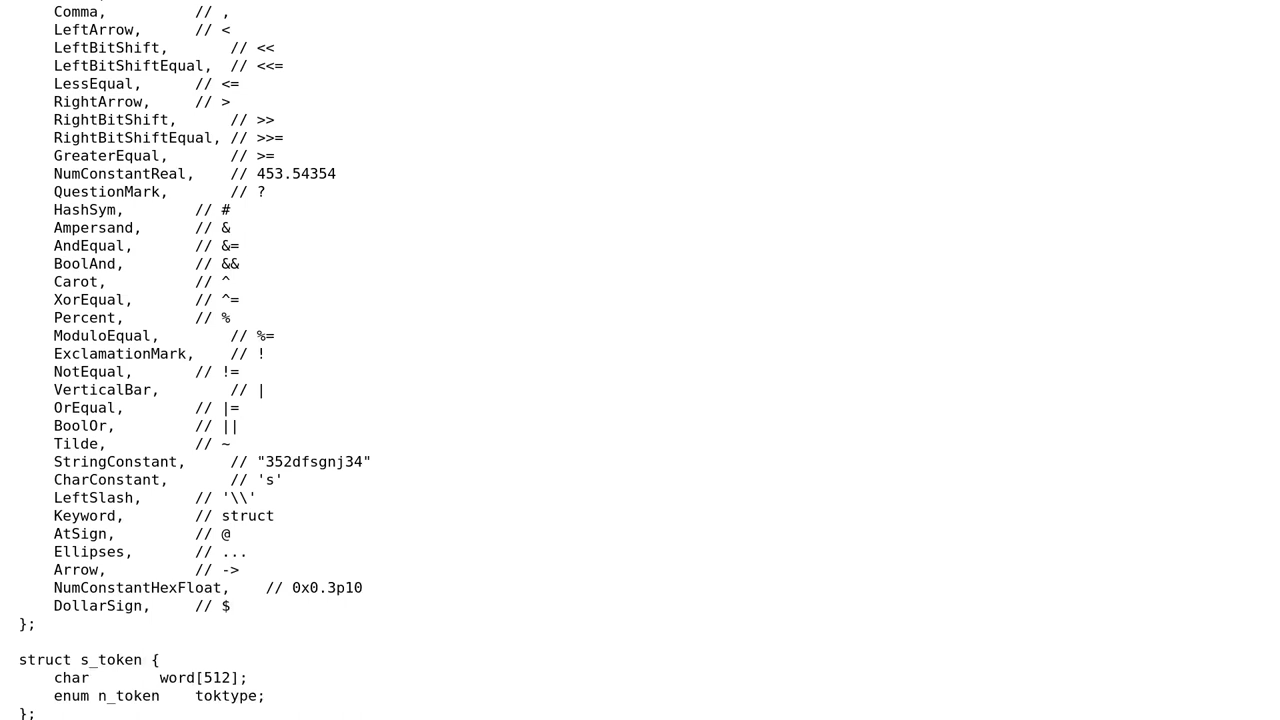 Comma,          // ,
LeftArrow,      // <
LeftBitShift,       // <<
LeftBitShiftEqual,  // <<=
LessEqual,      // <=
RightArrow,     // >
RightBitShift,      // >>
RightBitShiftEqual, // >>=
GreaterEqual,       // >=
NumConstantReal,    // 453.54354
QuestionMark,       // ?
HashSym,        // #
Ampersand,      // &
AndEqual,       // &=
BoolAnd,        // &&
Carot,          // ^
XorEqual,       // ^=
Percent,        // %
ModuloEqual,        // %=
ExclamationMark,    // !
NotEqual,       // !=
VerticalBar,        // |
OrEqual,        // |=
BoolOr,         // ||
Tilde,          // ~
StringConstant,     // "352dfsgnj34"
CharConstant,       // 's'
LeftSlash,      // '\\'
Keyword,        // struct
AtSign,         // @
Ellipses,       // ...
Arrow,          // ->
NumConstantHexFloat,    // 0x0.3p10
DollarSign,     // $
};
struct s_token {
char        word[512];
enum n_token    toktype;
};